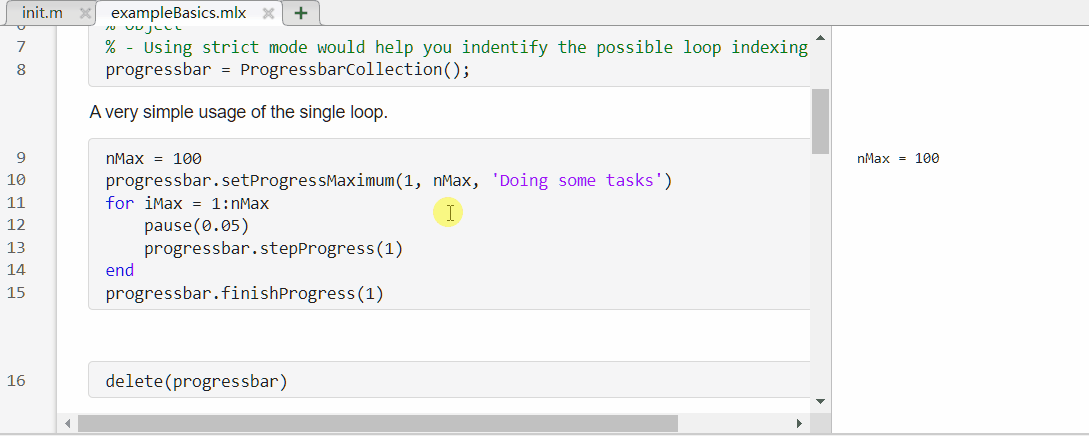 init.m
exampleBasics.mlx
7 % - Using strict mode would help you indentify the possible loop indexing
8 progressbar = ProgressbarCollection();
A very simple usage of the single loop.
9 nMax = 100
nMax = 100
10 progressbar.setProgressMaximum(1, nMax, 'Doing some tasks')
11 for iMax = 1:nMax
12 pause(0.05)
13 progressbar.stepProgress(1)
14 end
15 progressbar.finishProgress(1)
16 delete(progressbar)